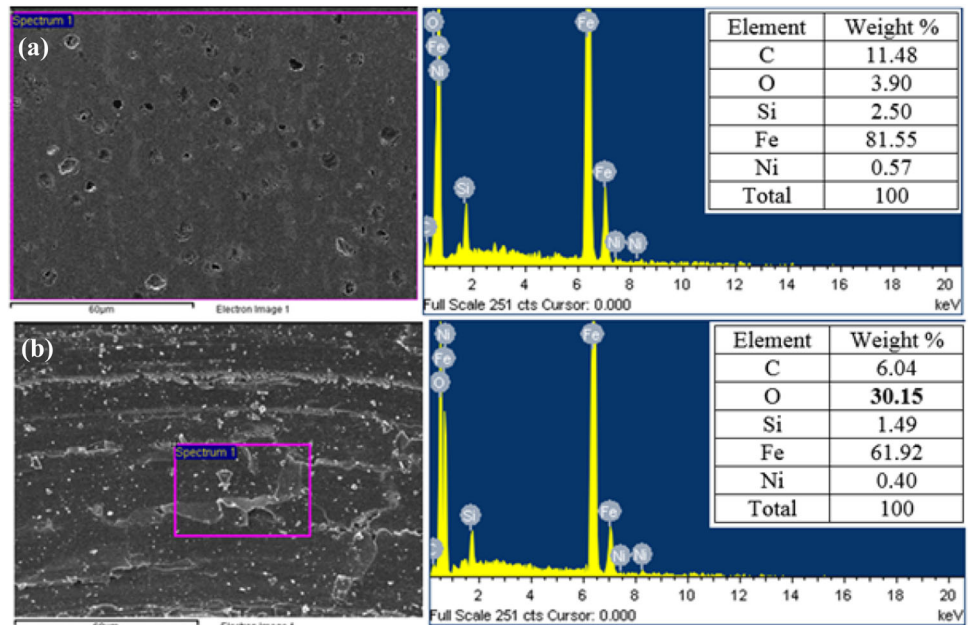 Spectrum 1
(a)
60µm Electron Image 1
O
Fe
Ni
C
Si
Fe
Fe
Ni Ni
2 4 6 8 10 12 14 16 18 20
Full Scale 251 cts Cursor: 0.000 keV
Element Weight %
C 11.48
O 3.90
Si 2.50
Fe 81.55
Ni 0.57
Total 100
(b)
Spectrum 1
60µm Electron Image 1
Ni
Fe
O
C
Si
Fe
Fe
Ni Ni
2 4 6 8 10 12 14 16 18 20
Full Scale 251 cts Cursor: 0.000 keV
Element Weight %
C 6.04
O 30.15
Si 1.49
Fe 61.92
Ni 0.40
Total 100